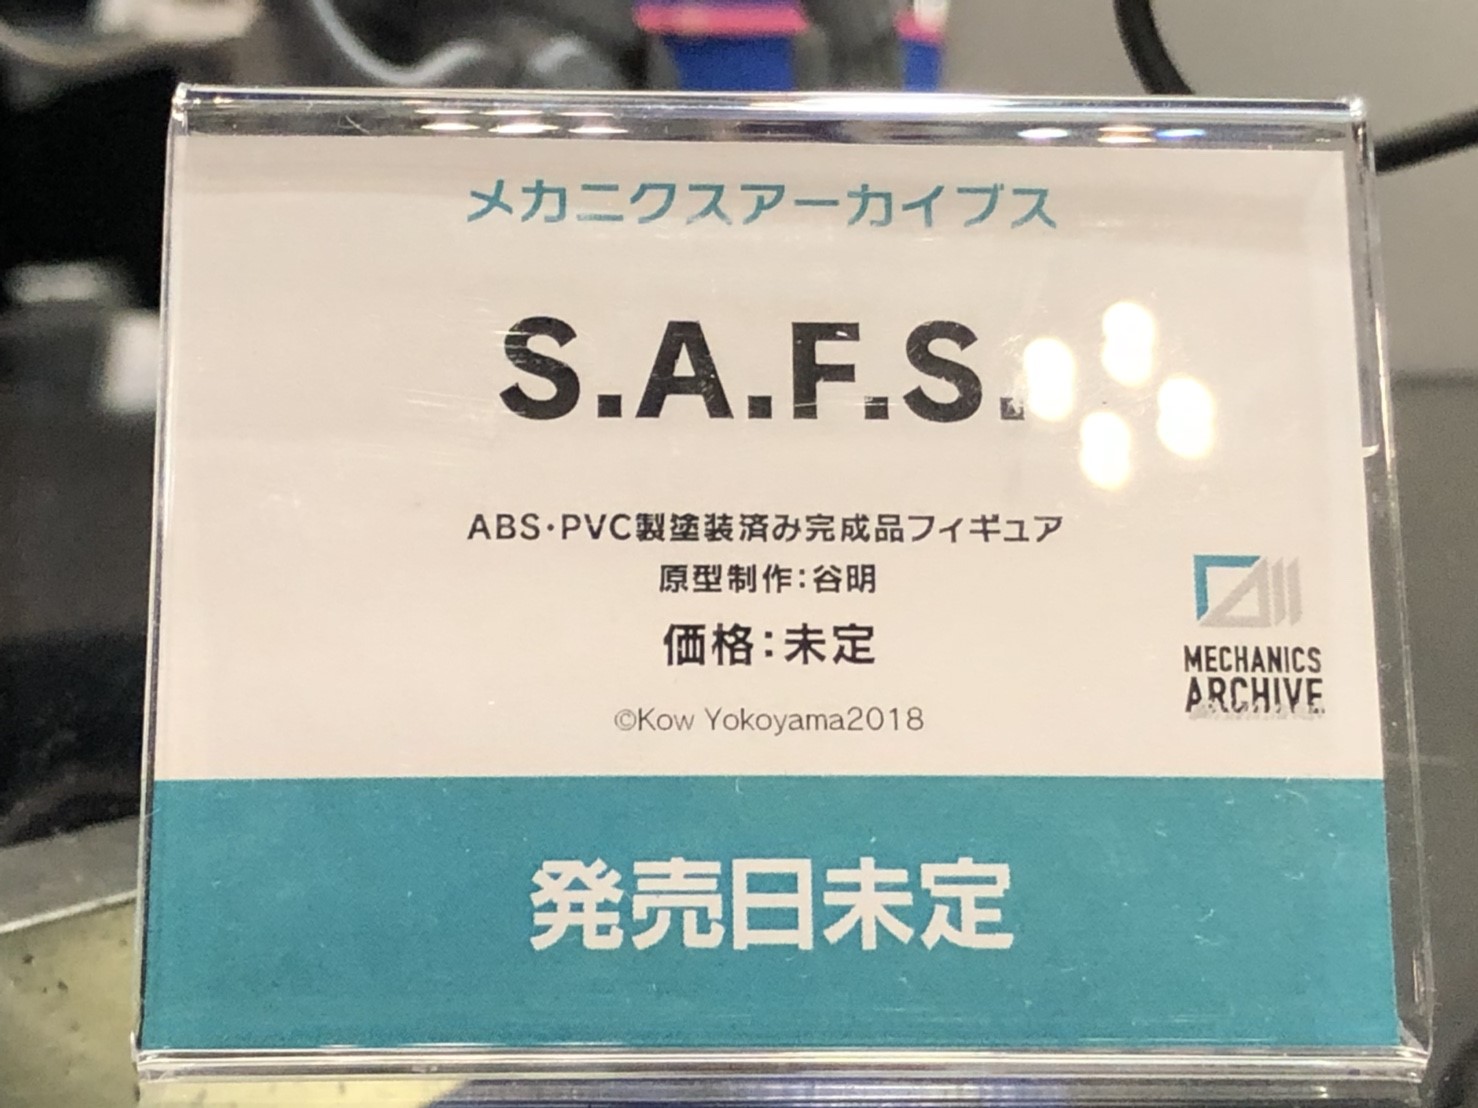 メカニクスアーカイブス
S.A.F.S.
ABS・PVC製塗装済み完成品フィギュア
原型制作：谷明
価格：未定
©Kow Yokoyama2018
MECHANICS
ARCHIVE
発売日未定